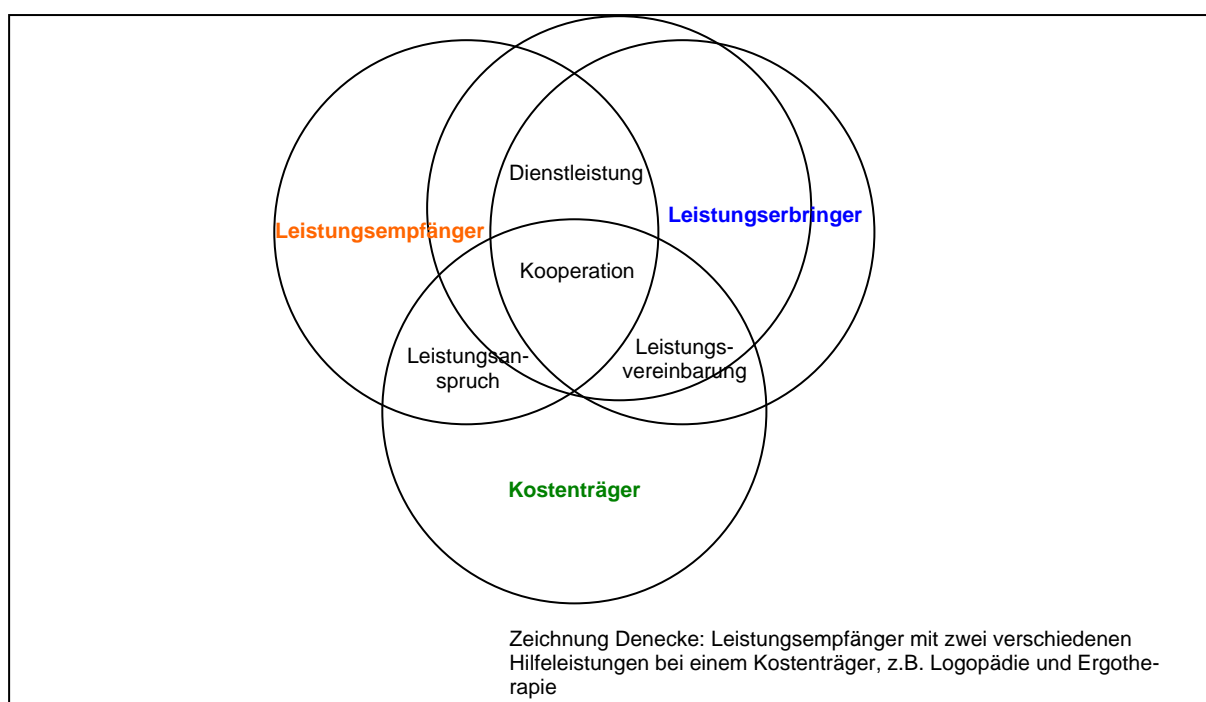 Dienstleistung
Leistungserbringer
Leistungsempfänger
Kooperation
Leistungs-
vereinbarung
Leistungsan-
spruch
Kostenträger
Zeichnung Denecke: Leistungsempfänger mit zwei verschiedenen
Hilfeleistungen bei einem Kostenträger, z.B. Logopädie und Ergothe-
rapie